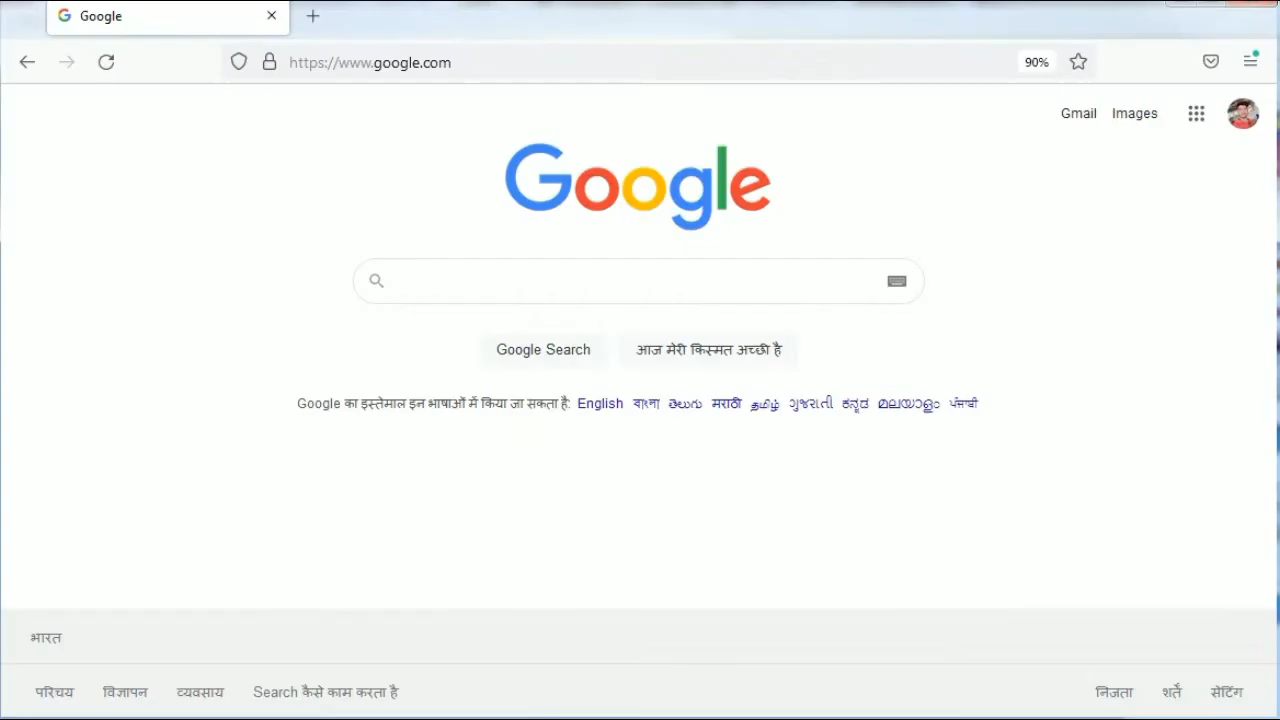 Google
https://www.google.com 90%
Gmail Images
Google
Google Search आज मेरी किस्मत अच्छी है
Google का इस्तेमाल इन भाषाओं में किया जा सकता है: English বাংলা తెలుగు मराठी தமிழ் ગુજરાતી ಕನ್ನಡ മലയാളം ਪੰਜਾਬੀ
भारत
परिचय विज्ञापन व्यवसाय Search कैसे काम करता है निजता शर्तें सेटिंग